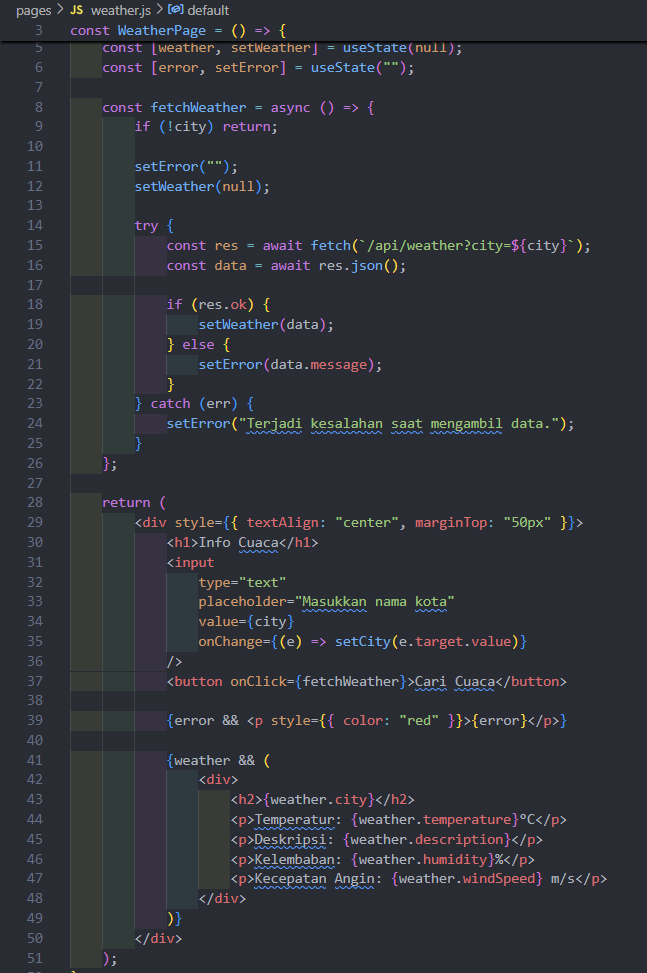 pages > JS weather.js > default
3 const WeatherPage = () => {
5 const [weather, setWeather] = useState(null);
6 const [error, setError] = useState("");
7
8 const fetchWeather = async () => {
9 if (!city) return;
10
11 setError("");
12 setWeather(null);
13
14 try {
15 const res = await fetch(`/api/weather?city=${city}`);
16 const data = await res.json();
17
18 if (res.ok) {
19 setWeather(data);
20 } else {
21 setError(data.message);
22 }
23 } catch (err) {
24 setError("Terjadi kesalahan saat mengambil data.");
25 }
26 };
27
28 return (
29 <div style={{ textAlign: "center", marginTop: "50px" }}>
30 <h1>Info Cuaca</h1>
31 <input
32 type="text"
33 placeholder="Masukkan nama kota"
34 value={city}
35 onChange={(e) => setCity(e.target.value)}
36 />
37 <button onClick={fetchWeather}>Cari Cuaca</button>
38
39 {error && <p style={{ color: "red" }}>{error}</p>}
40
41 {weather && (
42 <div>
43 <h2>{weather.city}</h2>
44 <p>Temperatur: {weather.temperature}°C</p>
45 <p>Deskripsi: {weather.description}</p>
46 <p>Kelembaban: {weather.humidity}%</p>
47 <p>Kecepatan Angin: {weather.windSpeed} m/s</p>
48 </div>
49 )}
50 </div>
51 );